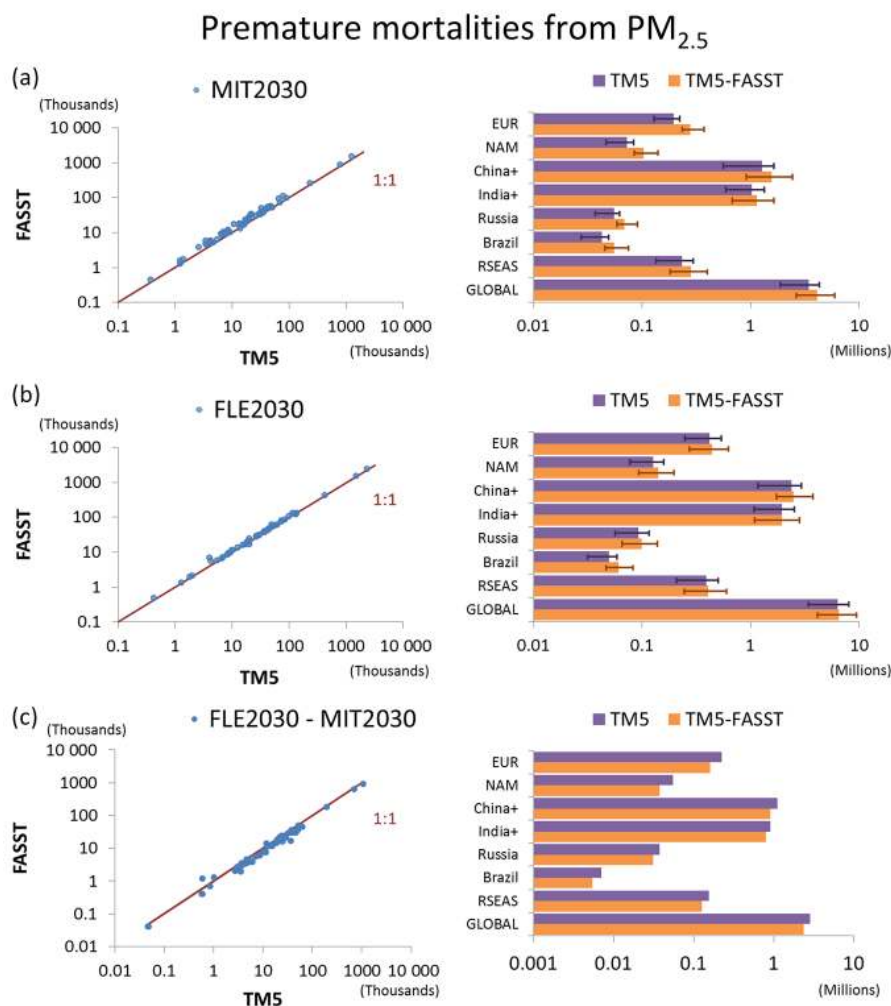 Premature mortalities from PM2.5
(a)
(Thousands)
MIT2030
10 000
1000
100
10
1
0.1
FASST
1:1
0.1 1 10 100 1000 10 000
TM5 (Thousands)
TM5 TM5-FASST
EUR
NAM
China+
India+
Russia
Brazil
RSEAS
GLOBAL
0.01 0.1 1 10
(Millions)
(b)
(Thousands)
FLE2030
10 000
1000
100
10
1
0.1
FASST
1:1
0.1 1 10 100 1000 10 000
TM5 (Thousands)
TM5 TM5-FASST
EUR
NAM
China+
India+
Russia
Brazil
RSEAS
GLOBAL
0.01 0.1 1 10
(Millions)
(c)
(Thousands)
FLE2030 - MIT2030
10 000
1000
100
10
1
0.1
0.01
FASST
1:1
0.01 0.1 1 10 100 1000 10 000
TM5 (Thousands)
TM5 TM5-FASST
EUR
NAM
China+
India+
Russia
Brazil
RSEAS
GLOBAL
0.001 0.01 0.1 1 10
(Millions)